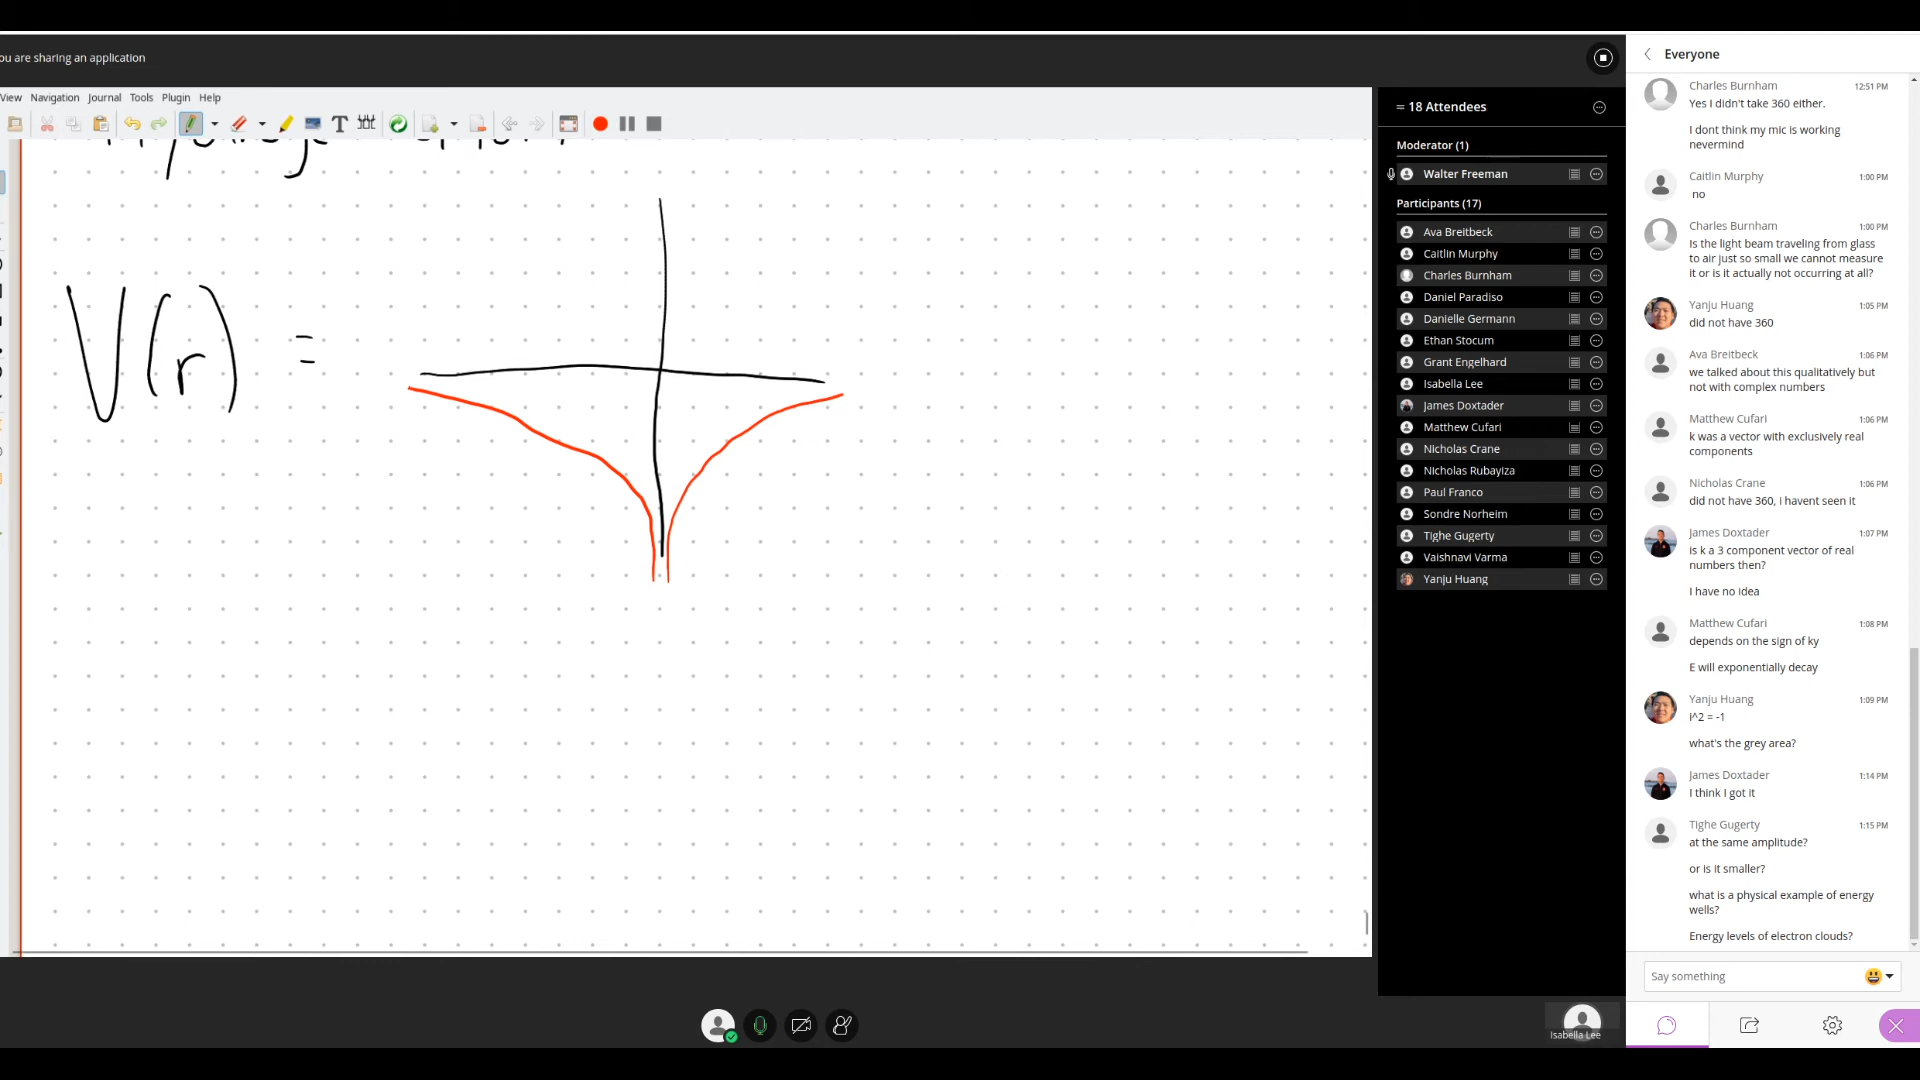 ou are sharing an application
View Navigation Journal Tools Plugin Help
V(r) =
= 18 Attendees
Moderator (1)
Walter Freeman
Participants (17)
Ava Breitbeck
Caitlin Murphy
Charles Burnham
Daniel Paradiso
Danielle Germann
Ethan Stocum
Grant Engelhard
Isabella Lee
James Doxtader
Matthew Cufari
Nicholas Crane
Nicholas Rubayiza
Paul Franco
Sondre Norheim
Tighe Gugerty
Vaishnavi Varma
Yanju Huang
Isabella Lee
Everyone
Charles Burnham 12:51 PM
Yes I didn't take 360 either.
I dont think my mic is working
nevermind
Caitlin Murphy 1:00 PM
no
Charles Burnham 1:00 PM
Is the light beam traveling from glass
to air just so small we cannot measure
it or is it actually not occurring at all?
Yanju Huang 1:05 PM
did not have 360
Ava Breitbeck 1:06 PM
we talked about this qualitatively but
not with complex numbers
Matthew Cufari 1:06 PM
k was a vector with exclusively real
components
Nicholas Crane 1:06 PM
did not have 360, i havent seen it
James Doxtader 1:07 PM
is k a 3 component vector of real
numbers then?
I have no idea
Matthew Cufari 1:08 PM
depends on the sign of ky
E will exponentially decay
Yanju Huang 1:09 PM
i^2 = -1
what's the grey area?
James Doxtader 1:14 PM
I think I got it
Tighe Gugerty 1:15 PM
at the same amplitude?
or is it smaller?
what is a physical example of energy
wells?
Energy levels of electron clouds?
Say something